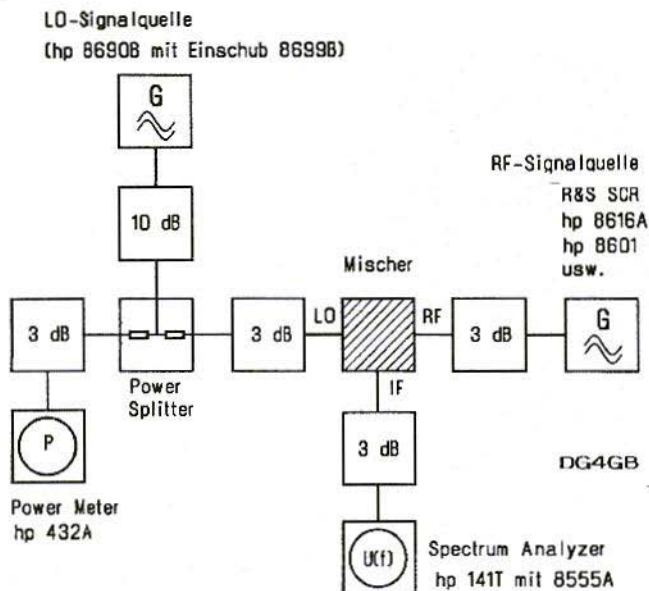 LO-Signalquelle
(hp 8690B mit Einschub 8699B)
G
10 dB
RF-Signalquelle
R&S SCR
hp 8616A
hp 8601
usw.
Mischer
3 dB
3 dB
LO
RF
3 dB
G
Power
Splitter
IF
P
3 dB
DG4GB
Power Meter
hp 432A
U(f)
Spectrum Analyzer
hp 141T mit 8555A